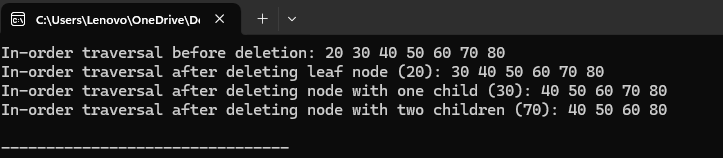 C:\Users\Lenovo\OneDrive\De
In-order traversal before deletion: 20 30 40 50 60 70 80
In-order traversal after deleting leaf node (20): 30 40 50 60 70 80
In-order traversal after deleting node with one child (30): 40 50 60 70 80
In-order traversal after deleting node with two children (70): 40 50 60 80
--------------------------------